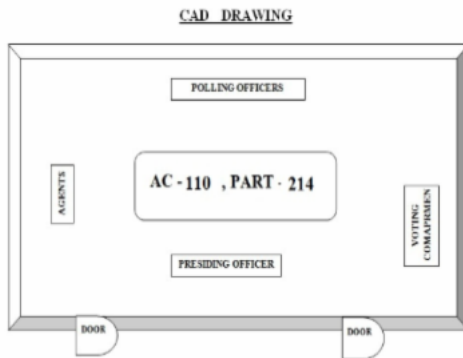 CAD DRAWING
POLLING OFFICERS
AC - 110 , PART - 214
AGENTS
VOTING
COMAPRMEN
PRESIDING OFFICER
DOOR
DOOR